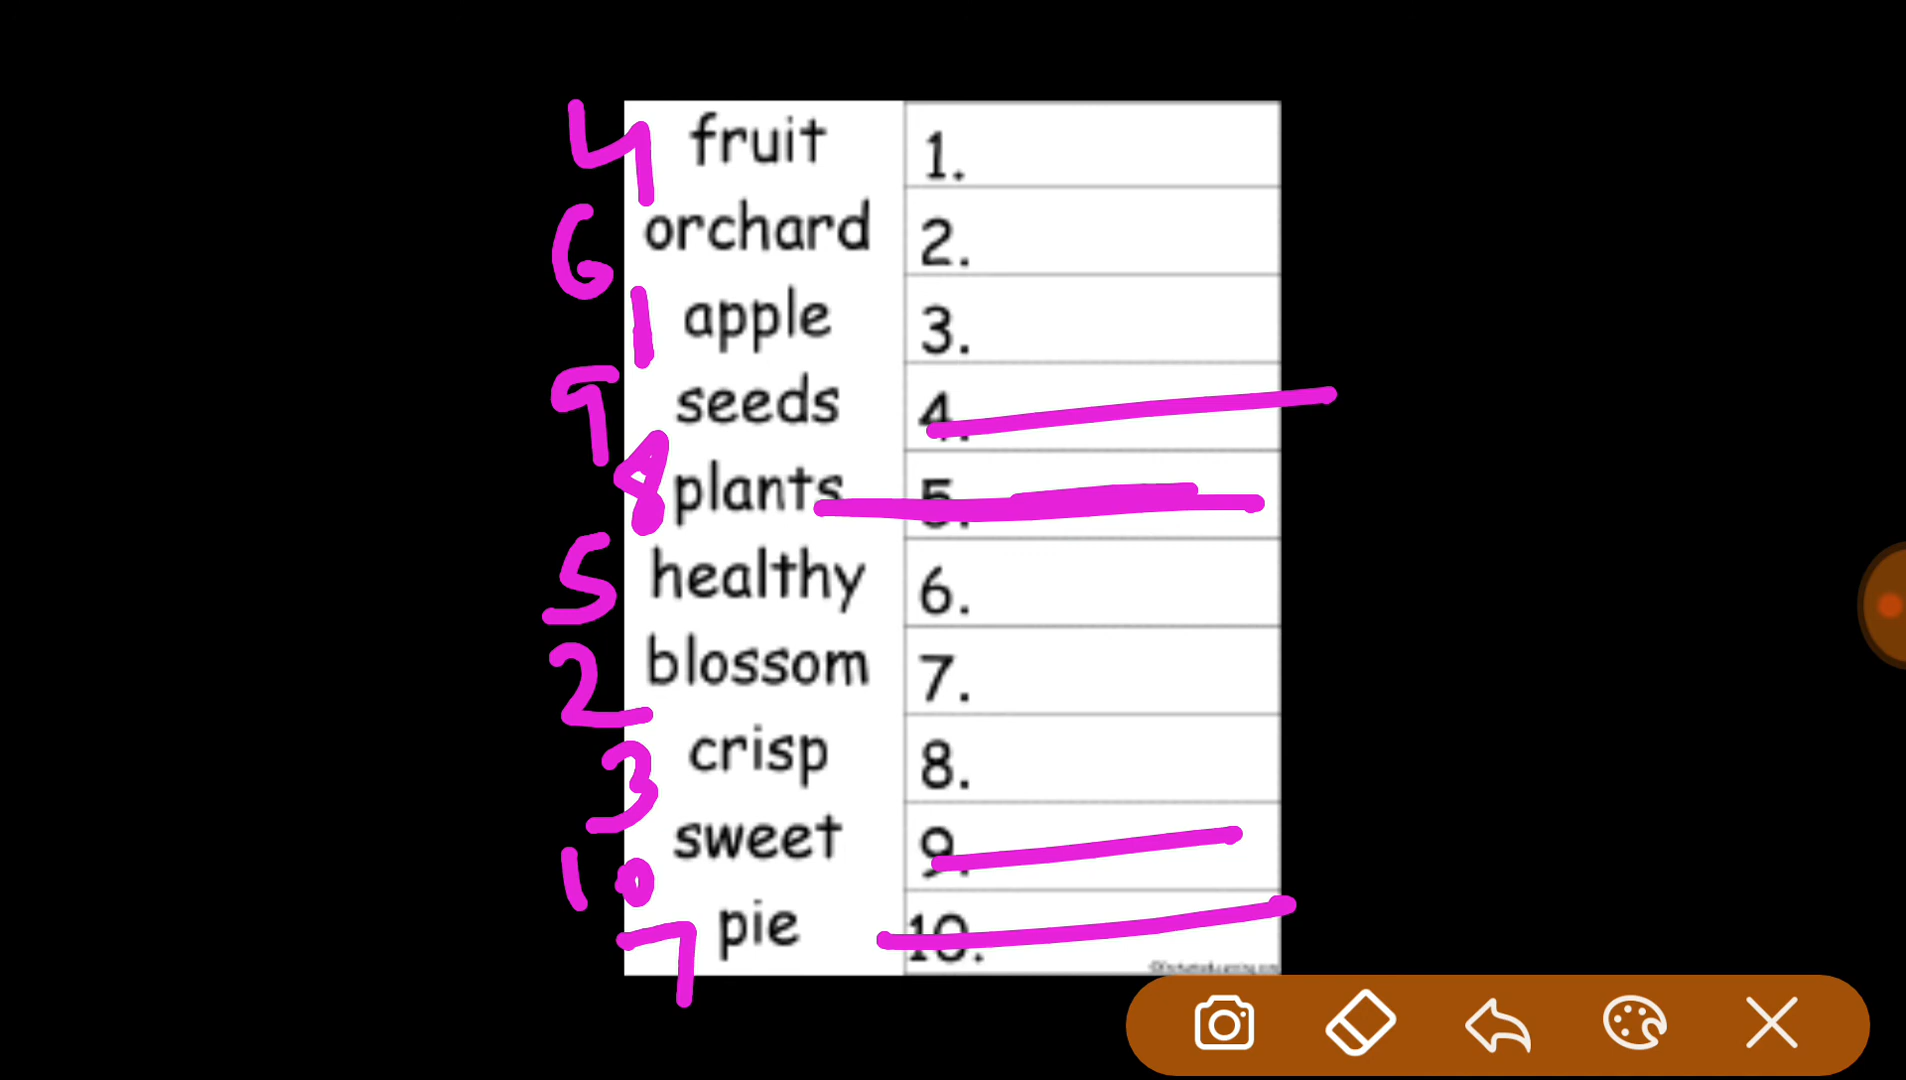 4 fruit 1.
6 orchard 2.
1 apple 3.
9 seeds 4.
8 plants 5.
5 healthy 6.
2 blossom 7.
3 crisp 8.
10 sweet 9.
7 pie 10.